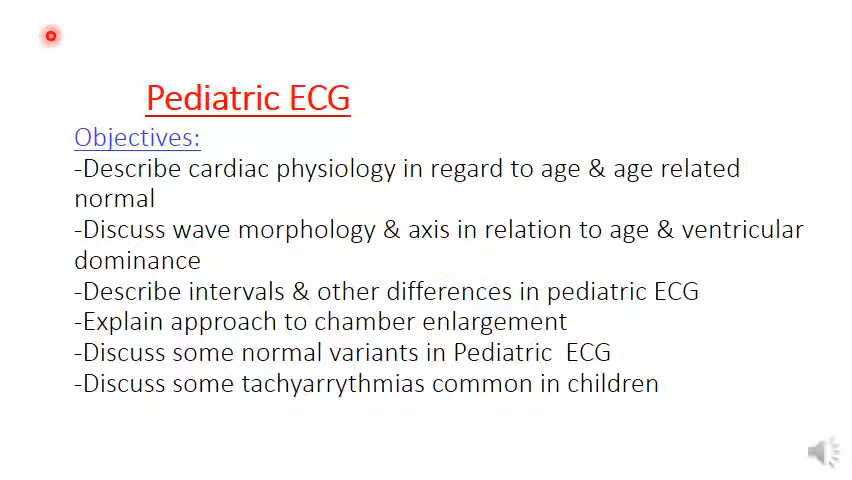 Pediatric ECG
Objectives:
-Describe cardiac physiology in regard to age & age related
normal
-Discuss wave morphology & axis in relation to age & ventricular
dominance
-Describe intervals & other differences in pediatric ECG
-Explain approach to chamber enlargement
-Discuss some normal variants in Pediatric  ECG
-Discuss some tachyarrythmias common in children